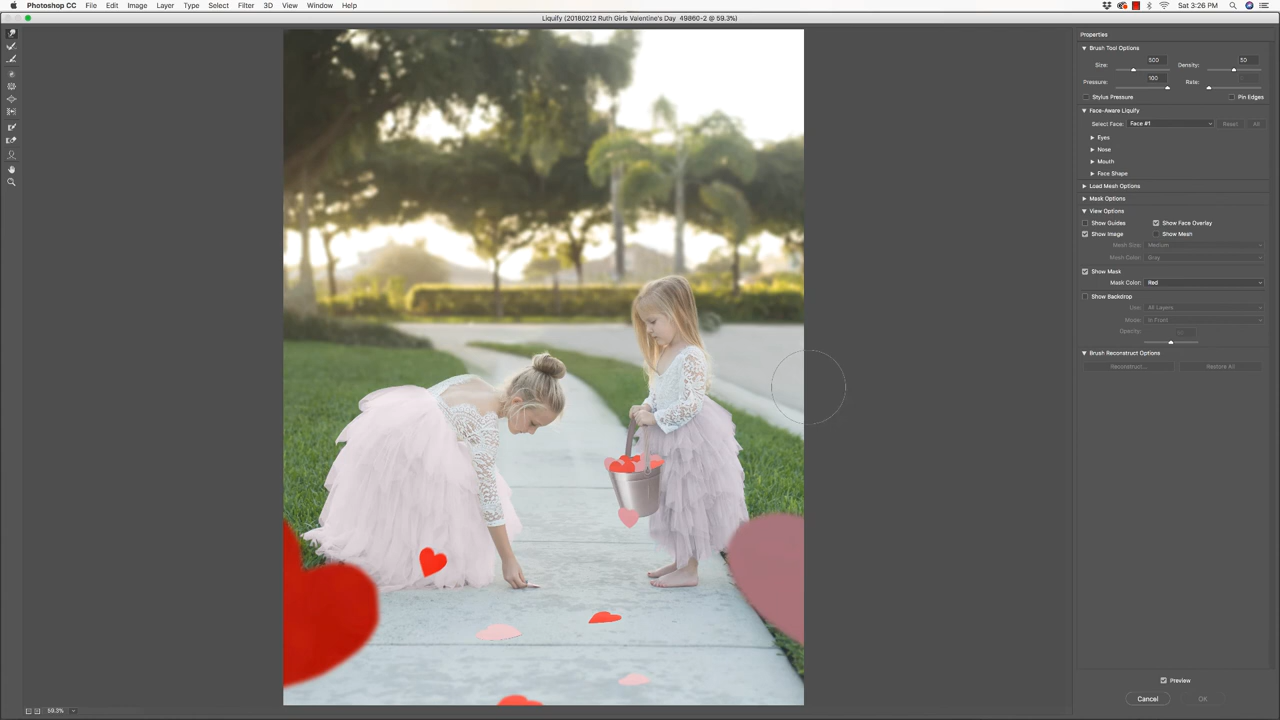 Photoshop CC File Edit Image Layer Type Select Filter 3D View Window Help Sat 3:26 PM
Liquify (20180212 Ruth Girls Valentine's Day 49860-2 @ 59.3%)
Properties
Brush Tool Options
Size: 500 Density: 50
Pressure: 100 Rate:
Stylus Pressure Pin Edges
Face-Aware Liquify
Select Face: Face #1 Reset All
Eyes
Nose
Mouth
Face Shape
Load Mesh Options
Mask Options
View Options
Show Guides Show Face Overlay
Show Image Show Mesh
Mesh Size: Medium
Mesh Color: Gray
Show Mask
Mask Color: Red
Show Backdrop
Use: All Layers
Mode: In Front
Opacity:
Brush Reconstruct Options
Reconstruct... Restore All
Preview
Cancel OK
59.3%